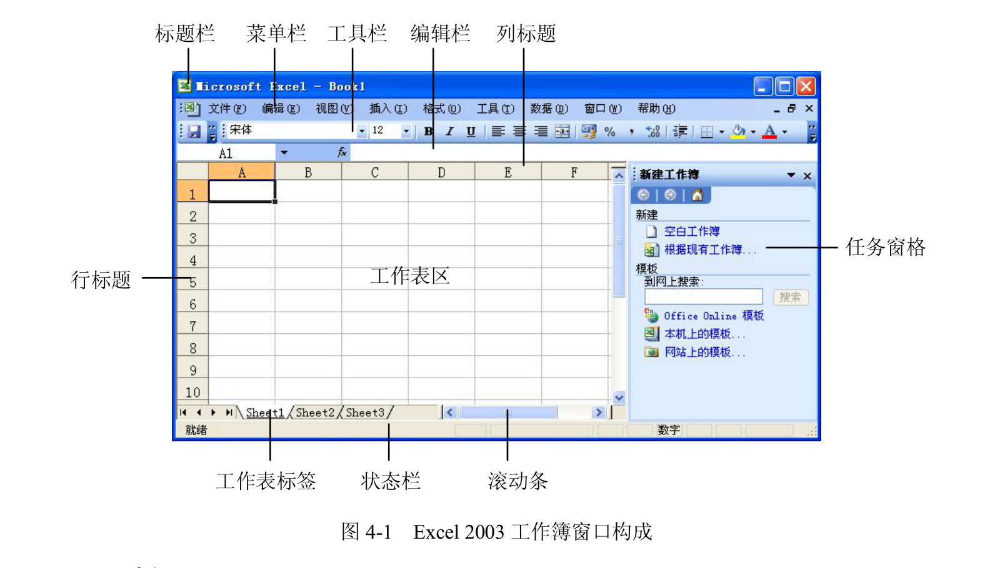 标题栏 菜单栏 工具栏 编辑栏 列标题
Microsoft Excel - Book1
文件(F) 编辑(E) 视图(V) 插入(I) 格式(O) 工具(T) 数据(D) 窗口(W) 帮助(H)
宋体 12 B I U % ,
A1 fx
A B C D E F
新建工作簿
1
2
3
4
5
6
7
8
9
10
行标题
工作表区
新建
空白工作簿
根据现有工作簿...
任务窗格
模板
到网上搜索:
搜索
Office Online 模板
本机上的模板...
网站上的模板...
Sheet1 Sheet2 Sheet3
就绪 数字
工作表标签 状态栏 滚动条
图 4-1 Excel 2003 工作簿窗口构成